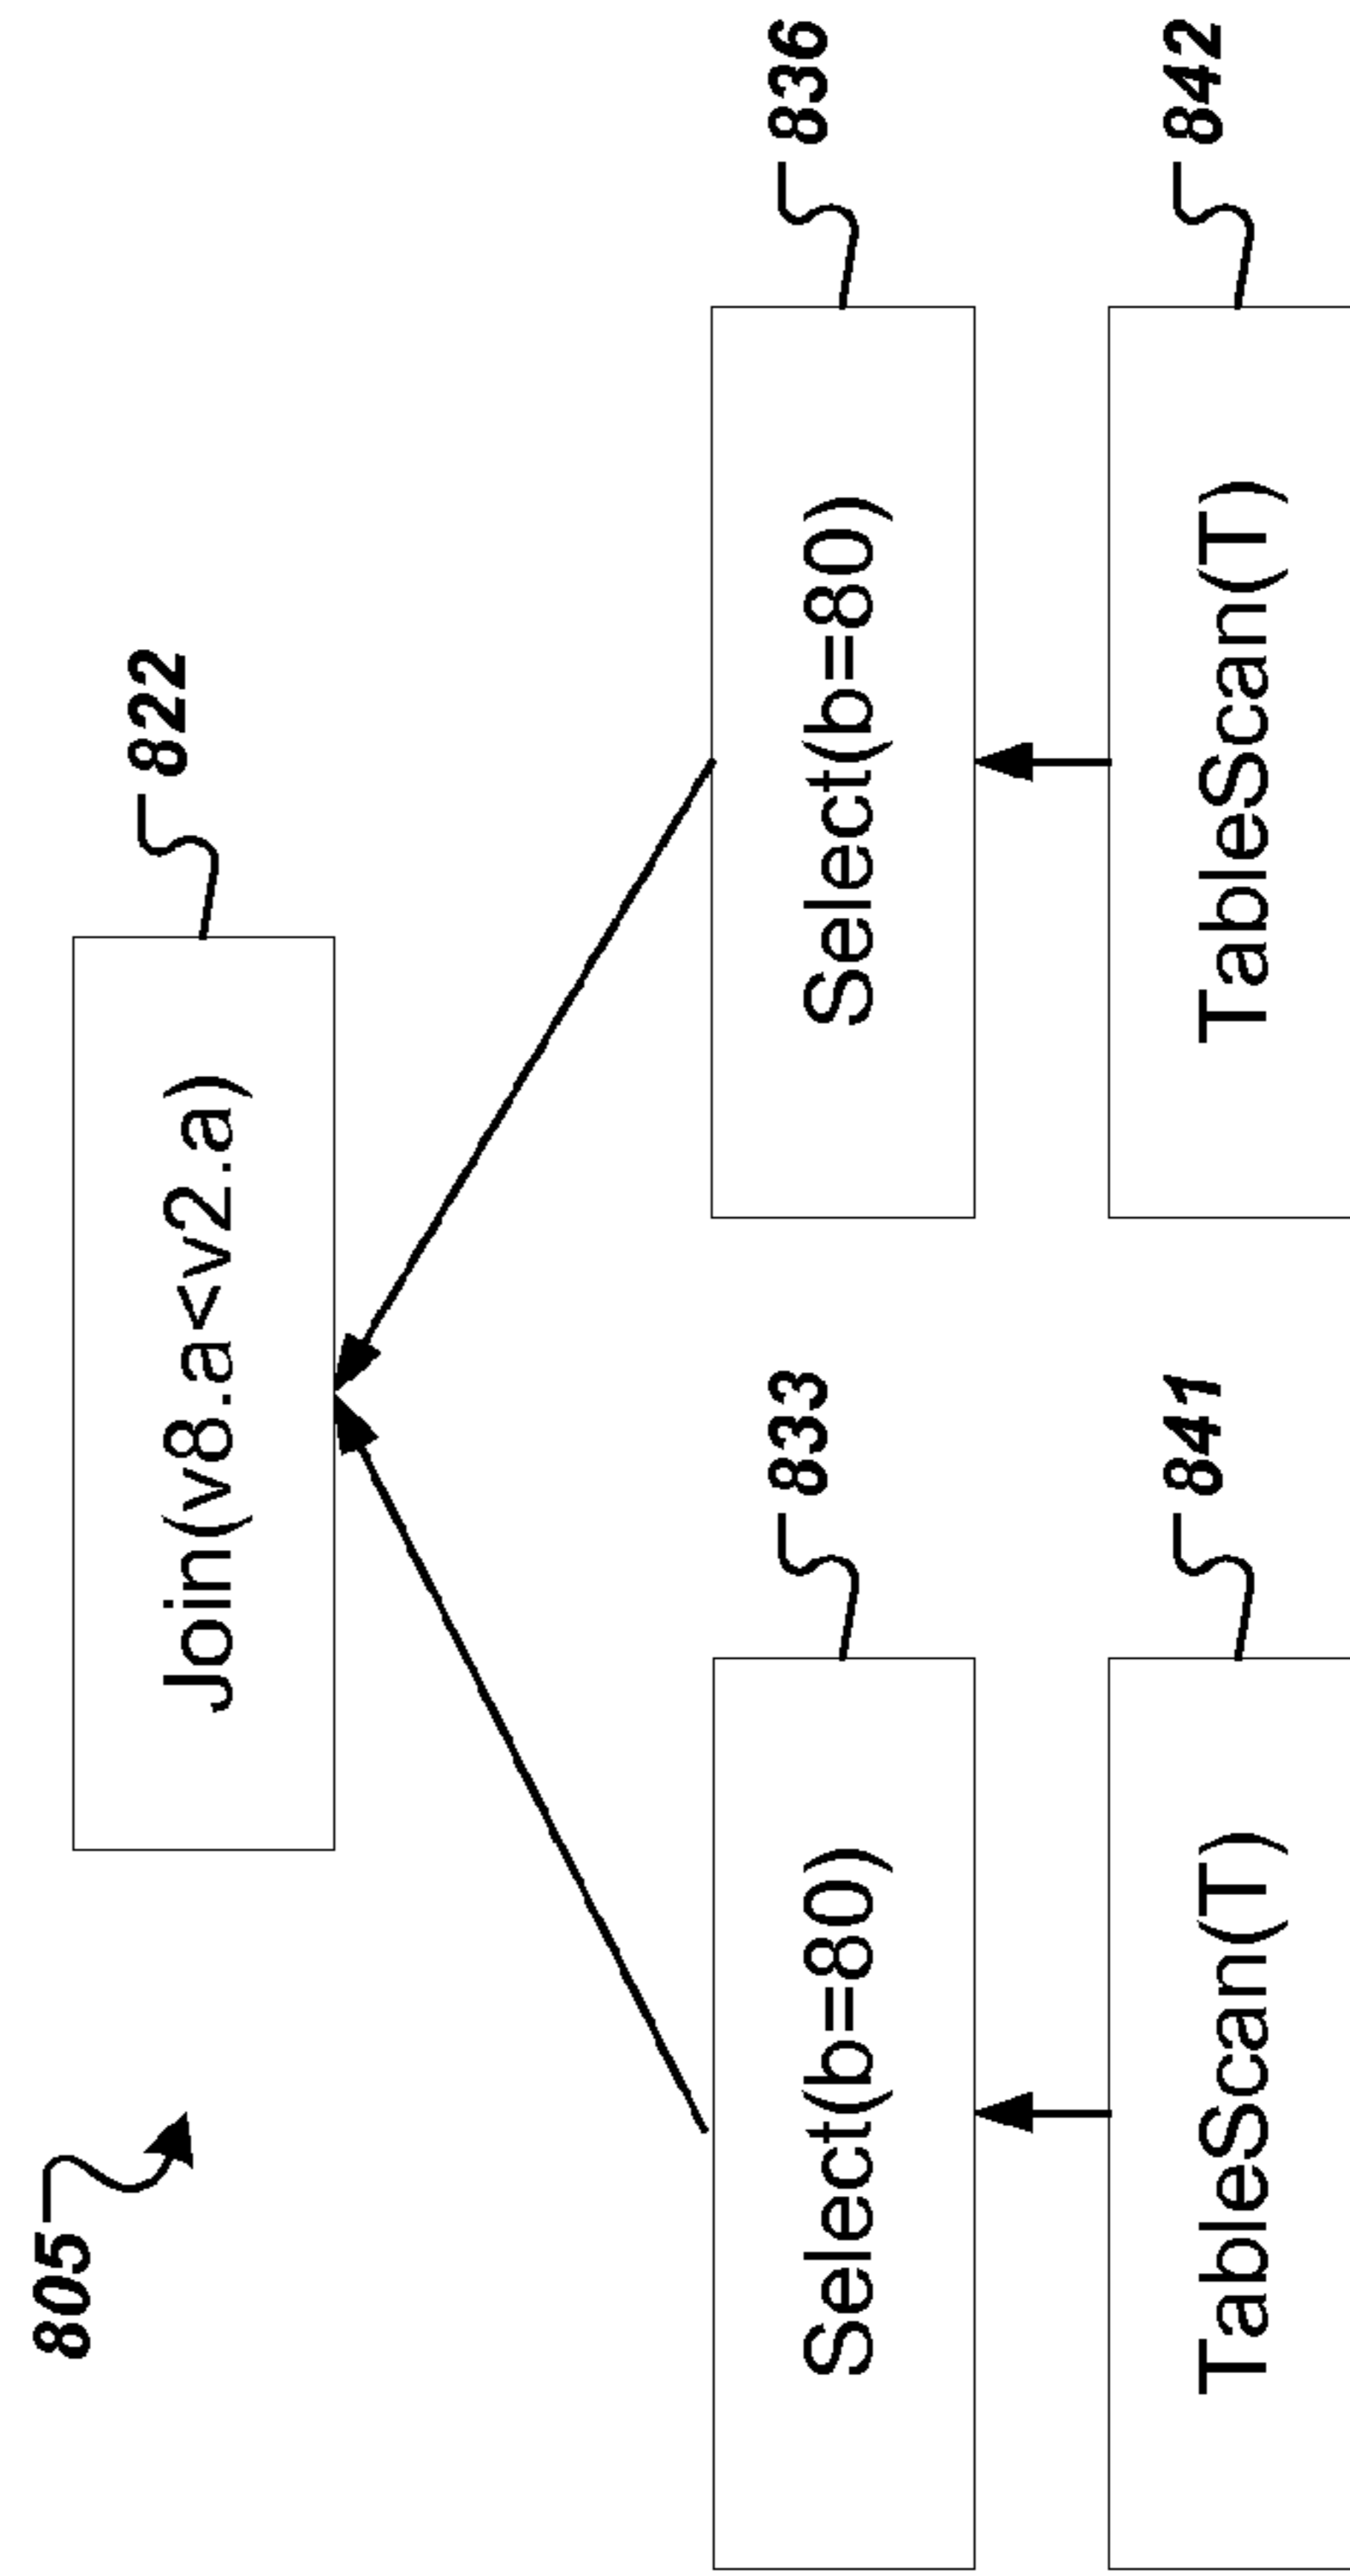 805
Join(v8.a<v2.a)
822
Select(b=80)
833
Select(b=80)
836
TableScan(T)
841
TableScan(T)
842